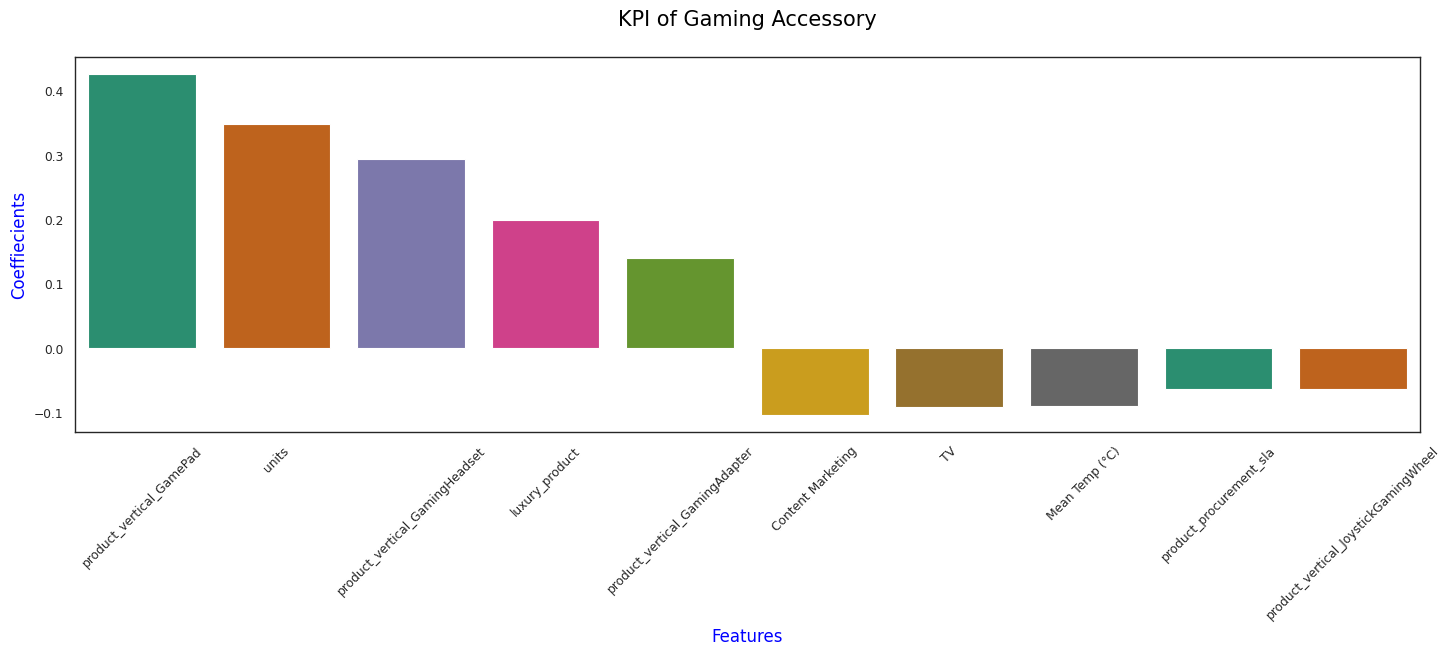 KPI of Gaming Accessory
Coeffiecients
0.4
0.3
0.2
0.1
0.0
−0.1
product_vertical_GamePad
units
product_vertical_GamingHeadset
luxury_product
product_vertical_GamingAdapter
Content Marketing
TV
Mean Temp (°C)
product_procurement_sla
product_vertical_JoystickGamingWheel
Features